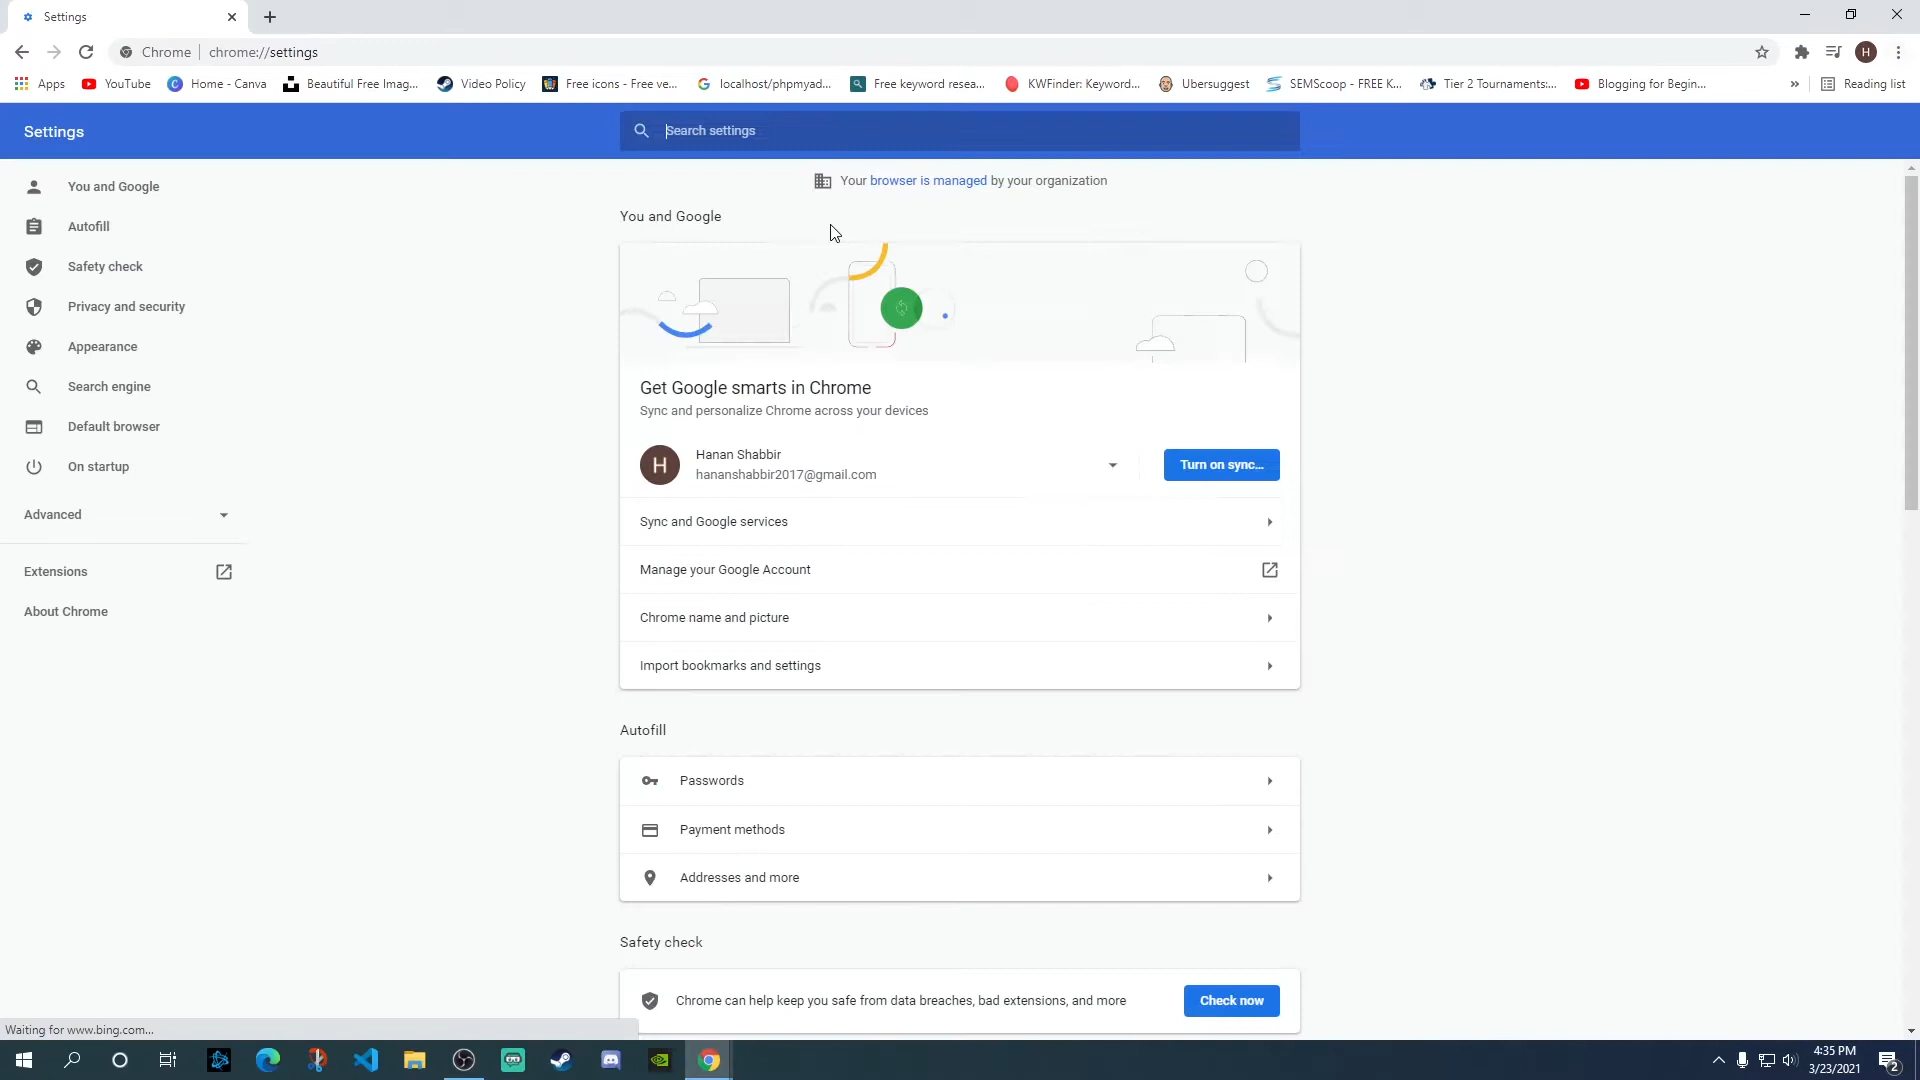 Settings
Chrome
chrome://settings
Apps
YouTube
Home - Canva
Beautiful Free Imag...
Video Policy
Free icons - Free ve...
localhost/phpmyad...
Free keyword resea...
KWFinder: Keyword...
Ubersuggest
SEMScoop - FREE K...
Tier 2 Tournaments:...
Blogging for Begin...
»
Reading list
H
Settings
Search settings
Your browser is managed by your organization
You and Google
Autofill
Safety check
Privacy and security
Appearance
Search engine
Default browser
On startup
Advanced
Extensions
About Chrome
You and Google
Get Google smarts in Chrome
Sync and personalize Chrome across your devices
H
Hanan Shabbir
hananshabbir2017@gmail.com
Turn on sync...
Sync and Google services
Manage your Google Account
Chrome name and picture
Import bookmarks and settings
Autofill
Passwords
Payment methods
Addresses and more
Safety check
Chrome can help keep you safe from data breaches, bad extensions, and more
Check now
Waiting for www.bing.com...
4:35 PM
3/23/2021
2